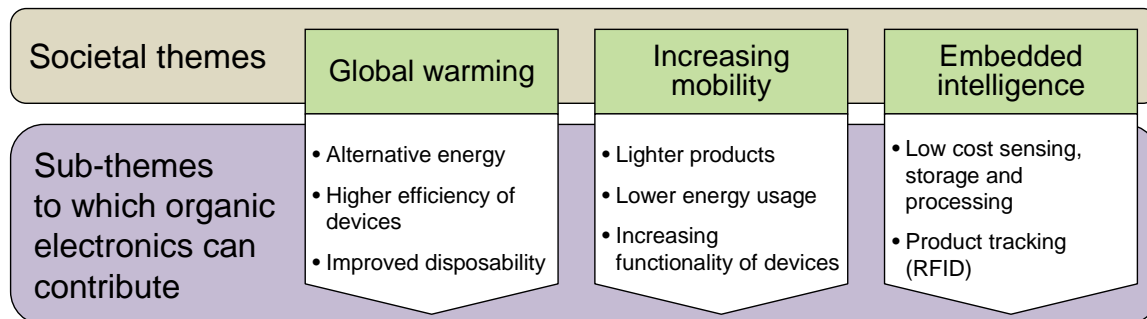 Societal themes
Global warming
Increasing
mobility
Embedded
intelligence
Sub-themes
to which organic
electronics can
contribute
• Alternative energy
• Higher efficiency of
devices
• Improved disposability
• Lighter products
• Lower energy usage
• Increasing
functionality of devices
• Low cost sensing,
storage and
processing
• Product tracking
(RFID)